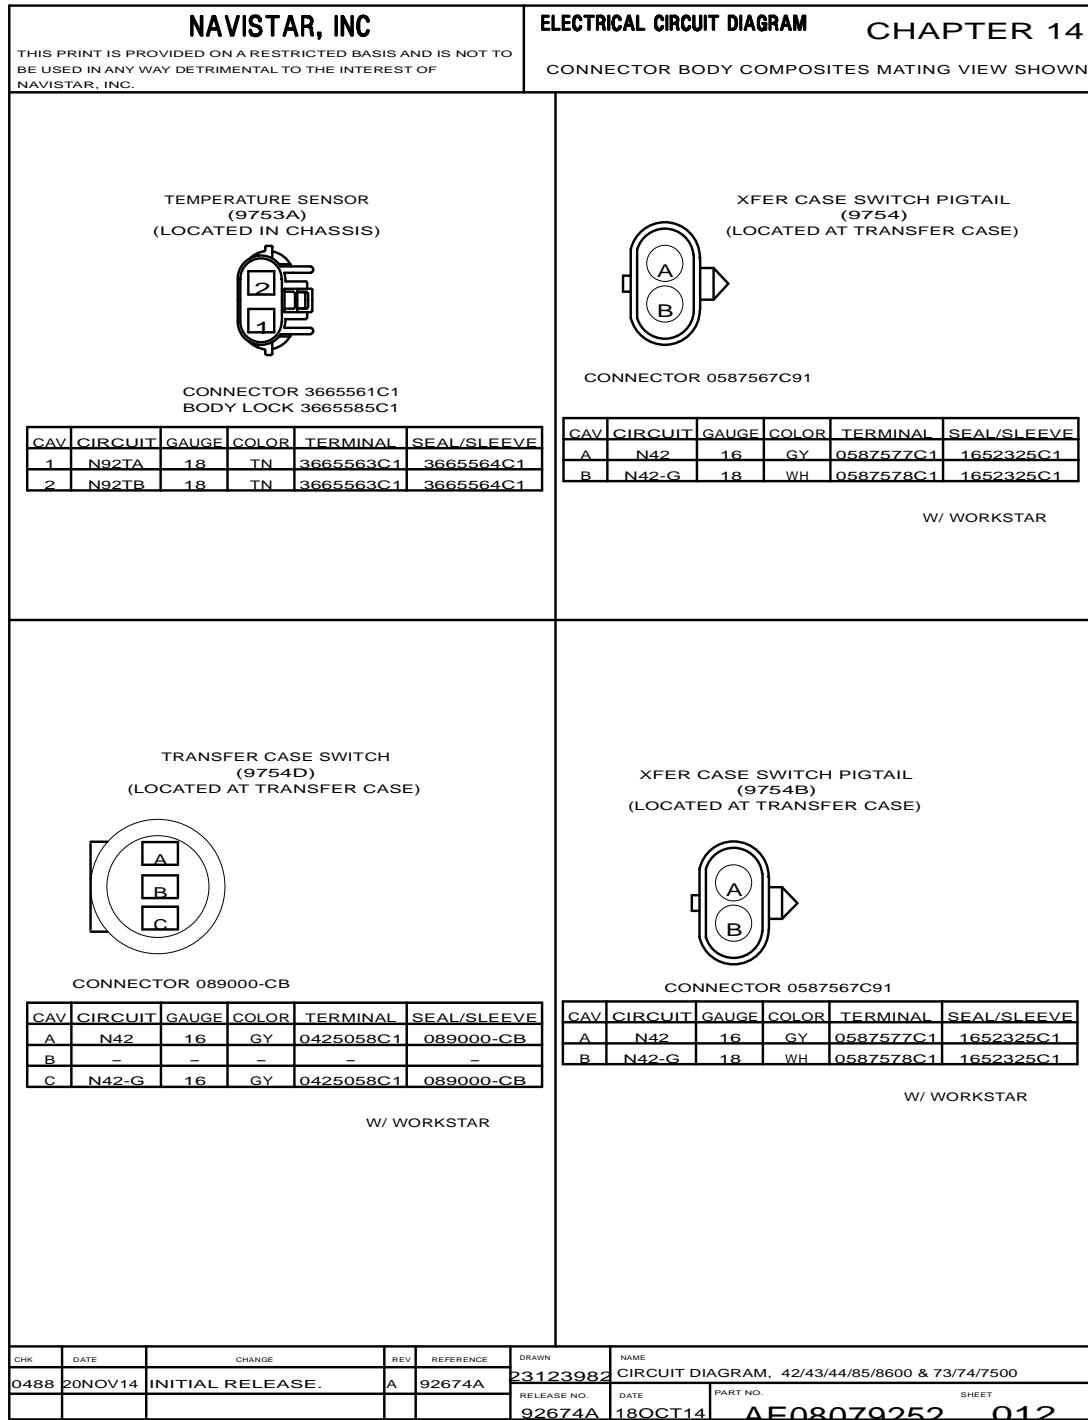 NAVISTAR, INC
THIS PRINT IS PROVIDED ON A RESTRICTED BASIS AND IS NOT TO
BE USED IN ANY WAY DETRIMENTAL TO THE INTEREST OF
NAVISTAR, INC.
ELECTRICAL CIRCUIT DIAGRAM CHAPTER 14
CONNECTOR BODY COMPOSITES MATING VIEW SHOWN
TEMPERATURE SENSOR
(9753A)
(LOCATED IN CHASSIS)
2
1
CONNECTOR 3665561C1
BODY LOCK 3665585C1
CAV CIRCUIT GAUGE COLOR TERMINAL SEAL/SLEEVE
1 N92TA 18 TN 3665563C1 3665564C1
2 N92TB 18 TN 3665563C1 3665564C1
XFER CASE SWITCH PIGTAIL
(9754)
(LOCATED AT TRANSFER CASE)
A
B
CONNECTOR 0587567C91
CAV CIRCUIT GAUGE COLOR TERMINAL SEAL/SLEEVE
A N42 16 GY 0587577C1 1652325C1
B N42-G 18 WH 0587578C1 1652325C1
W/ WORKSTAR
TRANSFER CASE SWITCH
(9754D)
(LOCATED AT TRANSFER CASE)
A
B
C
CONNECTOR 089000-CB
CAV CIRCUIT GAUGE COLOR TERMINAL SEAL/SLEEVE
A N42 16 GY 0425058C1 089000-CB
B – – – – –
C N42-G 16 GY 0425058C1 089000-CB
W/ WORKSTAR
XFER CASE SWITCH PIGTAIL
(9754B)
(LOCATED AT TRANSFER CASE)
A
B
CONNECTOR 0587567C91
CAV CIRCUIT GAUGE COLOR TERMINAL SEAL/SLEEVE
A N42 16 GY 0587577C1 1652325C1
B N42-G 18 WH 0587578C1 1652325C1
W/ WORKSTAR
CHK DATE CHANGE REV REFERENCE
0488 20NOV14 INITIAL RELEASE. A 92674A
DRAWN NAME
23123982 CIRCUIT DIAGRAM, 42/43/44/85/8600 & 73/74/7500
RELEASE NO. DATE PART NO. SHEET
92674A 18OCT14 AE08079252 012